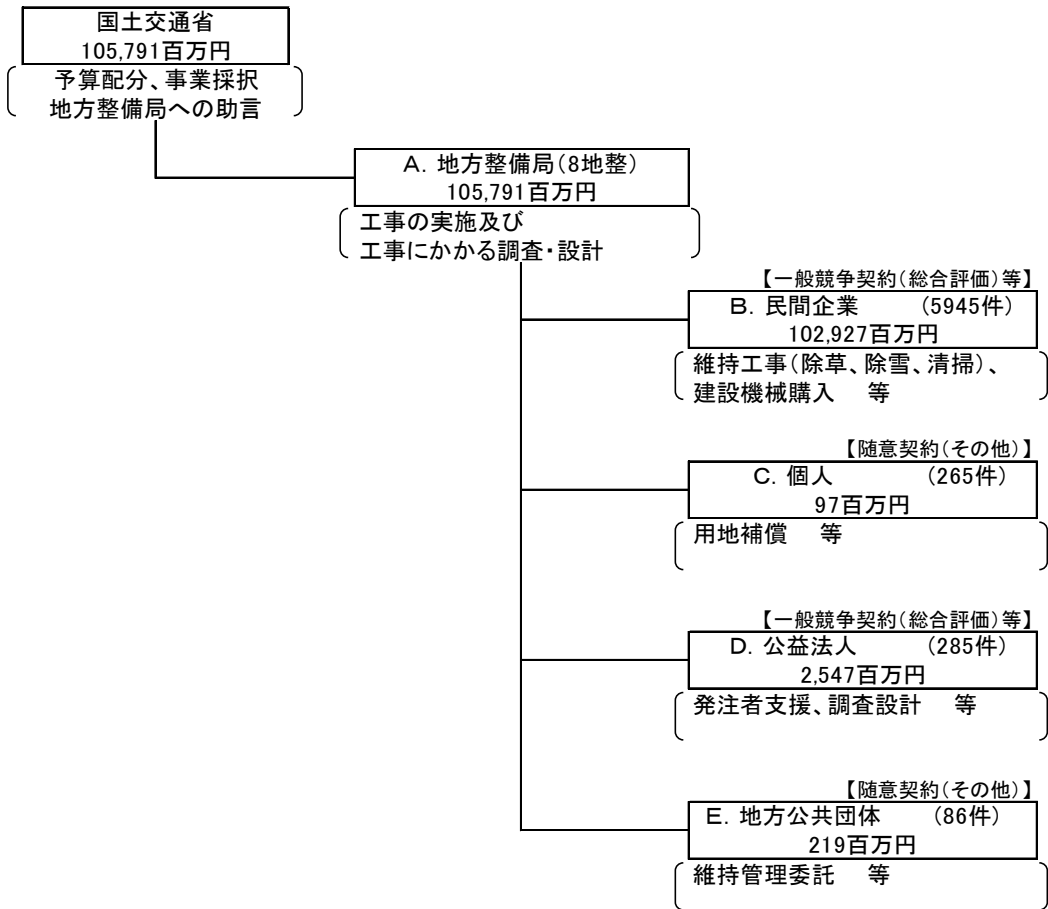 国土交通省
105,791百万円
予算配分、事業採択
地方整備局への助言
A. 地方整備局(8地整)
105,791百万円
工事の実施及び
工事にかかる調査・設計
【一般競争契約(総合評価)等】
B. 民間企業 (5945件)
102,927百万円
維持工事(除草、除雪、清掃)、
建設機械購入 等
【随意契約(その他)】
C. 個人 (265件)
97百万円
用地補償 等
【一般競争契約(総合評価)等】
D. 公益法人 (285件)
2,547百万円
発注者支援、調査設計 等
【随意契約(その他)】
E. 地方公共団体 (86件)
219百万円
維持管理委託 等